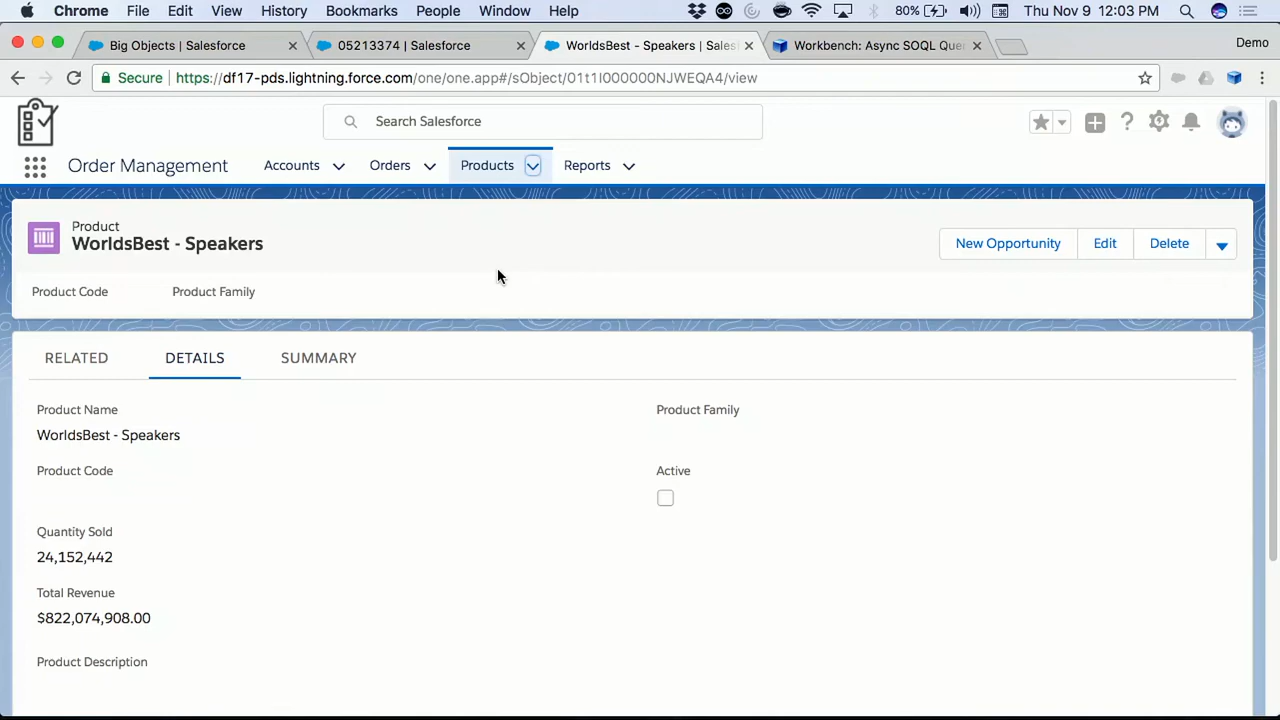 Chrome File Edit View History Bookmarks People Window Help 80% Thu Nov 9 12:03 PM
Big Objects | Salesforce 05213374 | Salesforce WorldsBest - Speakers | Sales Workbench: Async SOQL Que Demo
Secure https://df17-pds.lightning.force.com/one/one.app#/sObject/01t1I000000NJWEQA4/view
Search Salesforce
Order Management Accounts Orders Products Reports
Product
WorldsBest - Speakers
New Opportunity Edit Delete
Product Code Product Family
RELATED DETAILS SUMMARY
Product Name Product Family
WorldsBest - Speakers
Product Code Active
Quantity Sold
24,152,442
Total Revenue
$822,074,908.00
Product Description